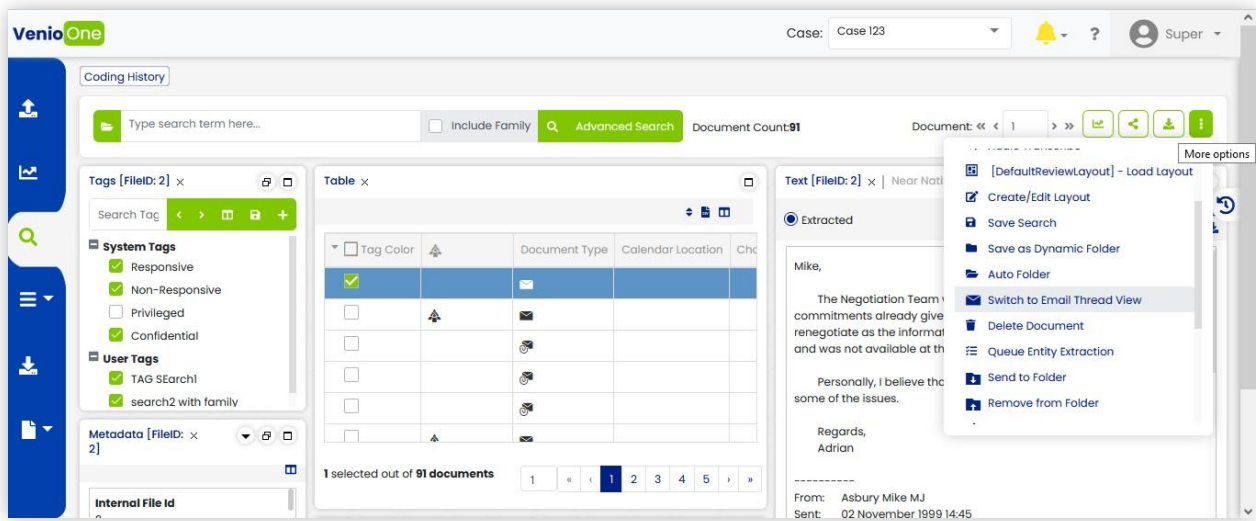 VenioOne
Case: Case 123
? Super
Coding History
Type search term here...
Include Family
Advanced Search
Document Count:91
Document: « < 1 > »
More options
Tags [FileID: 2] ×
Search Tag
System Tags
Responsive
Non-Responsive
Privileged
Confidential
User Tags
TAG SEarch1
search2 with family
Metadata [FileID: ×
2]
Internal File Id
Table ×
Tag Color Document Type Calendar Location
1 selected out of 91 documents
1 « ‹ 1 2 3 4 5 › »
Text [FileID: 2] × | Near Nati
Extracted
Mike,
The Negotiation Team
commitments already give
renegotiate as the informat
and was not available at th
Personally, I believe
some of the issues.
Regards,
Adrian
----------
From: Asbury Mike MJ
Sent: 02 November 1999 14:45
[DefaultReviewLayout] - Load Layout
Create/Edit Layout
Save Search
Save as Dynamic Folder
Auto Folder
Switch to Email Thread View
Delete Document
Queue Entity Extraction
Send to Folder
Remove from Folder